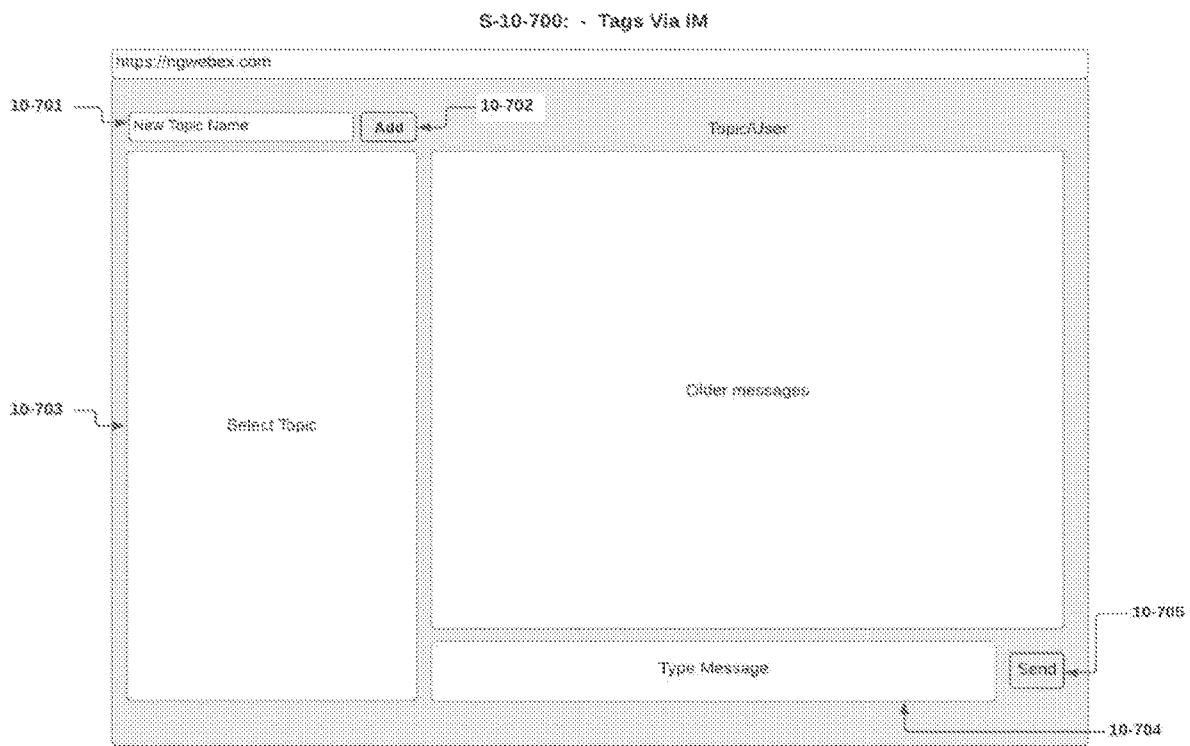 S-10-700: - Tags Via IM
https://ngwebex.com
10-701
10-702
New Topic Name
Add
Topic/User
Older messages
10-703
Select Topic
10-705
Type Message
Send
10-704